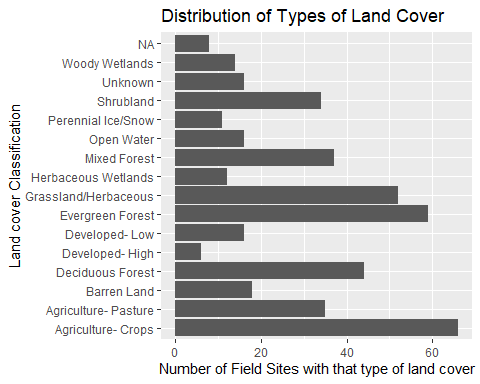 Distribution of Types of Land Cover
Land cover Classification
NA
Woody Wetlands
Unknown
Shrubland
Perennial Ice/Snow
Open Water
Mixed Forest
Herbaceous Wetlands
Grassland/Herbaceous
Evergreen Forest
Developed- Low
Developed- High
Deciduous Forest
Barren Land
Agriculture- Pasture
Agriculture- Crops
0 20 40 60
Number of Field Sites with that type of land cover